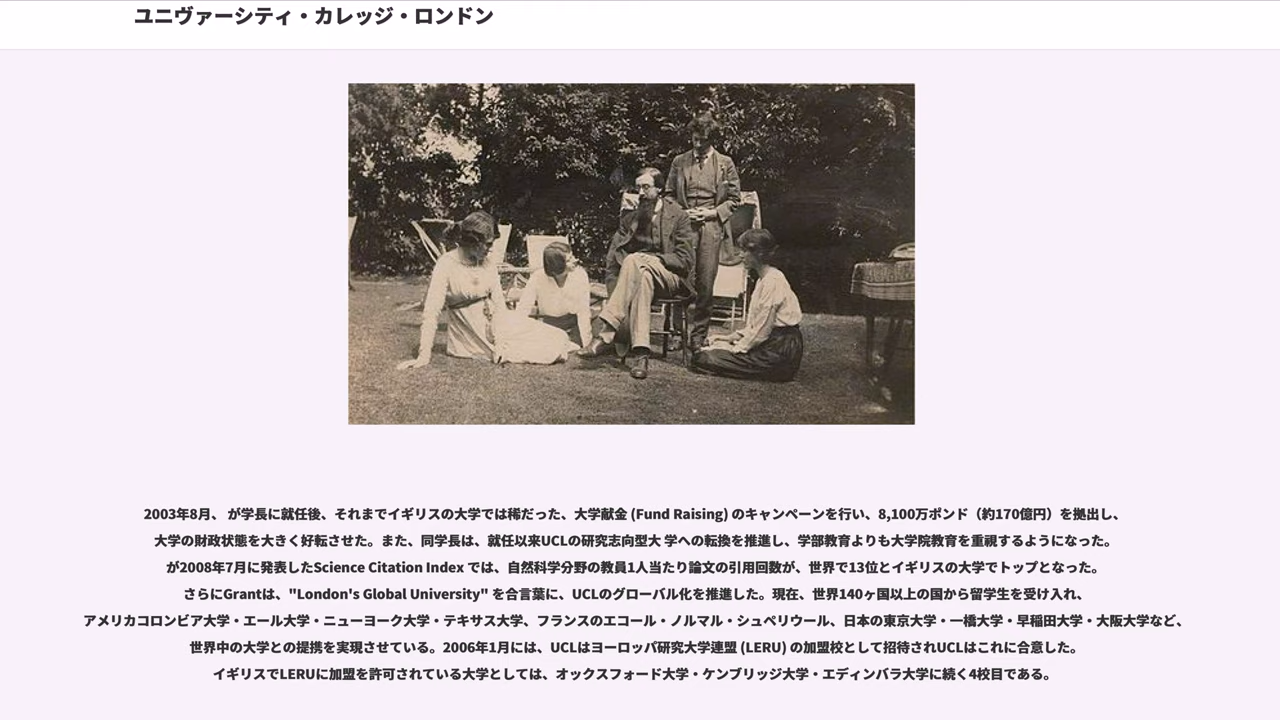 ユニヴァーシティ・カレッジ・ロンドン
2003年8月、 が学長に就任後、それまでイギリスの大学では稀だった、大学献金 (Fund Raising) のキャンペーンを行い、8,100万ポンド（約170億円）を拠出し、
大学の財政状態を大きく好転させた。また、同学長は、就任以来UCLの研究志向型大 学への転換を推進し、学部教育よりも大学院教育を重視するようになった。
が2008年7月に発表したScience Citation Index では、自然科学分野の教員1人当たり論文の引用回数が、世界で13位とイギリスの大学でトップとなった。
さらにGrantは、"London's Global University" を合言葉に、UCLのグローバル化を推進した。現在、世界140ヶ国以上の国から留学生を受け入れ、
アメリカコロンビア大学・エール大学・ニューヨーク大学・テキサス大学、フランスのエコール・ノルマル・シュペリウール、日本の東京大学・一橋大学・早稲田大学・大阪大学など、
世界中の大学との提携を実現させている。2006年1月には、UCLはヨーロッパ研究大学連盟 (LERU) の加盟校として招待されUCLはこれに合意した。
イギリスでLERUに加盟を許可されている大学としては、オックスフォード大学・ケンブリッジ大学・エディンバラ大学に続く4校目である。